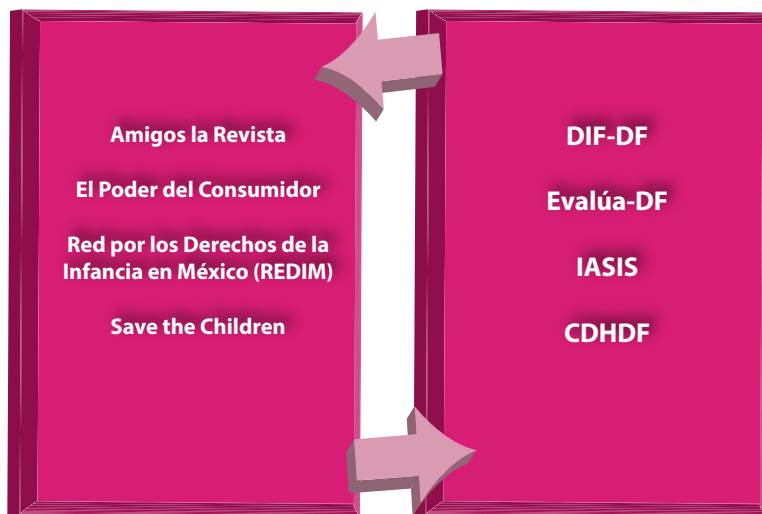 Amigos la Revista
El Poder del Consumidor
Red por los Derechos de la
Infancia en México (REDIM)
Save the Children
DIF-DF
Evalúa-DF
IASIS
CDHDF